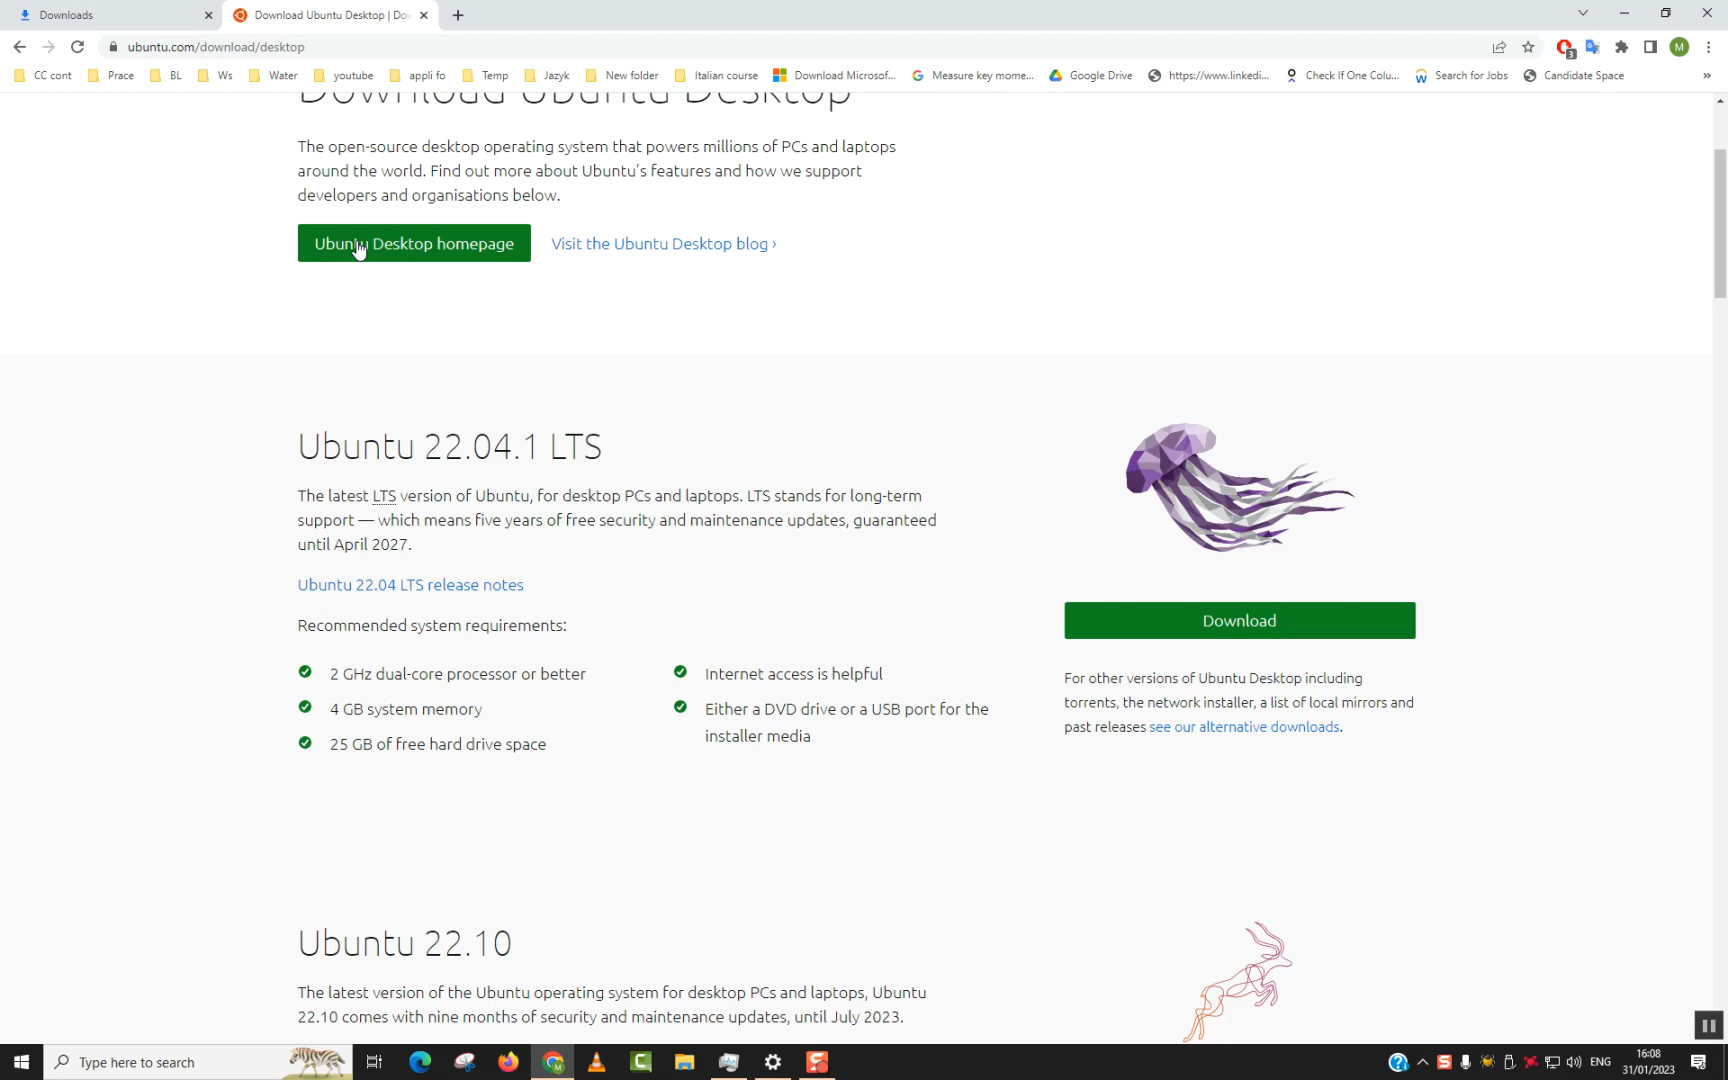 Downloads
Download Ubuntu Desktop | Do
ubuntu.com/download/desktop
3
M
CC cont
Prace
BL
Ws
Water
youtube
appli fo
Temp
Jazyk
New folder
Italian course
Download Microsof...
Measure key mome...
Google Drive
https://www.linkedi...
Check If One Colu...
Search for Jobs
Candidate Space
»
Download Ubuntu Desktop
The open-source desktop operating system that powers millions of PCs and laptops
around the world. Find out more about Ubuntu's features and how we support
developers and organisations below.
Ubuntu Desktop homepage
Visit the Ubuntu Desktop blog ›
Ubuntu 22.04.1 LTS
The latest LTS version of Ubuntu, for desktop PCs and laptops. LTS stands for long-term
support — which means five years of free security and maintenance updates, guaranteed
until April 2027.
Ubuntu 22.04 LTS release notes
Recommended system requirements:
2 GHz dual-core processor or better
4 GB system memory
25 GB of free hard drive space
Internet access is helpful
Either a DVD drive or a USB port for the
installer media
Download
For other versions of Ubuntu Desktop including
torrents, the network installer, a list of local mirrors and
past releases see our alternative downloads.
Ubuntu 22.10
The latest version of the Ubuntu operating system for desktop PCs and laptops, Ubuntu
22.10 comes with nine months of security and maintenance updates, until July 2023.
Type here to search
ENG
16:08
31/01/2023